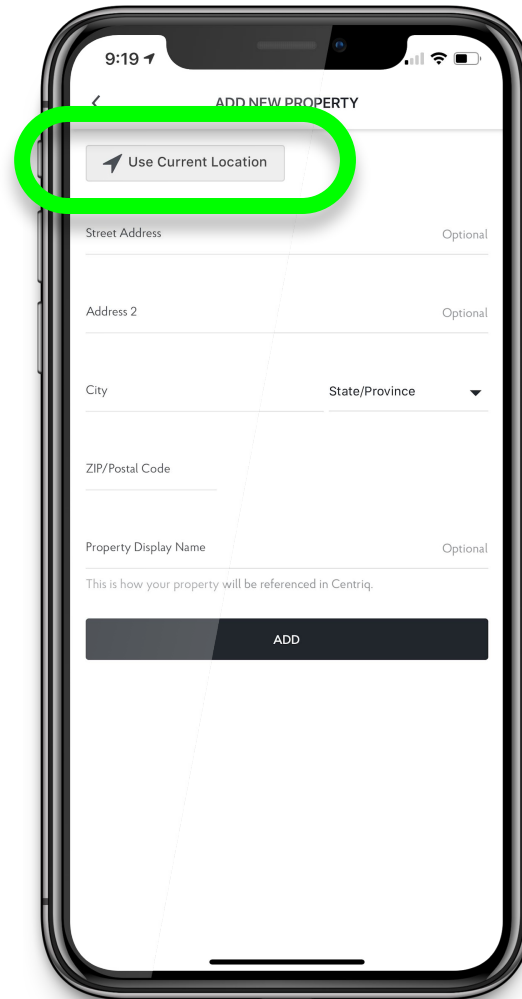 9:19
ADD NEW PROPERTY
Use Current Location
Street Address Optional
Address 2 Optional
City State/Province
ZIP/Postal Code
Property Display Name Optional
This is how your property will be referenced in Centriq.
ADD